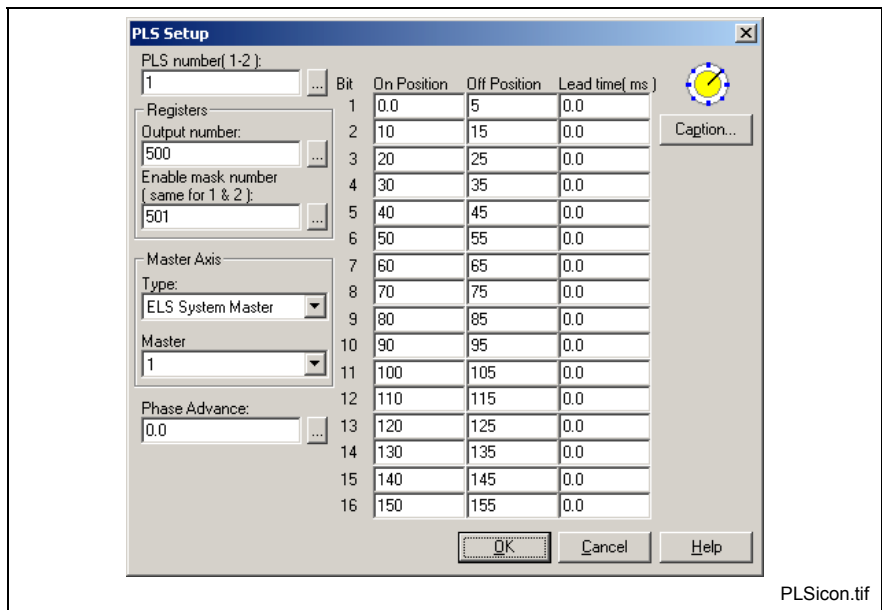 PLS Setup
PLS number( 1-2 ):
1
...
Registers
Output number:
500
...
Enable mask number
( same for 1 & 2 ):
501
...
Master Axis
Type:
ELS System Master
Master
1
Phase Advance:
0.0
...
Bit On Position Off Position Lead time( ms )
1 0.0 5 0.0
2 10 15 0.0
3 20 25 0.0
4 30 35 0.0
5 40 45 0.0
6 50 55 0.0
7 60 65 0.0
8 70 75 0.0
9 80 85 0.0
10 90 95 0.0
11 100 105 0.0
12 110 115 0.0
13 120 125 0.0
14 130 135 0.0
15 140 145 0.0
16 150 155 0.0
Caption...
OK Cancel Help
PLSicon.tif